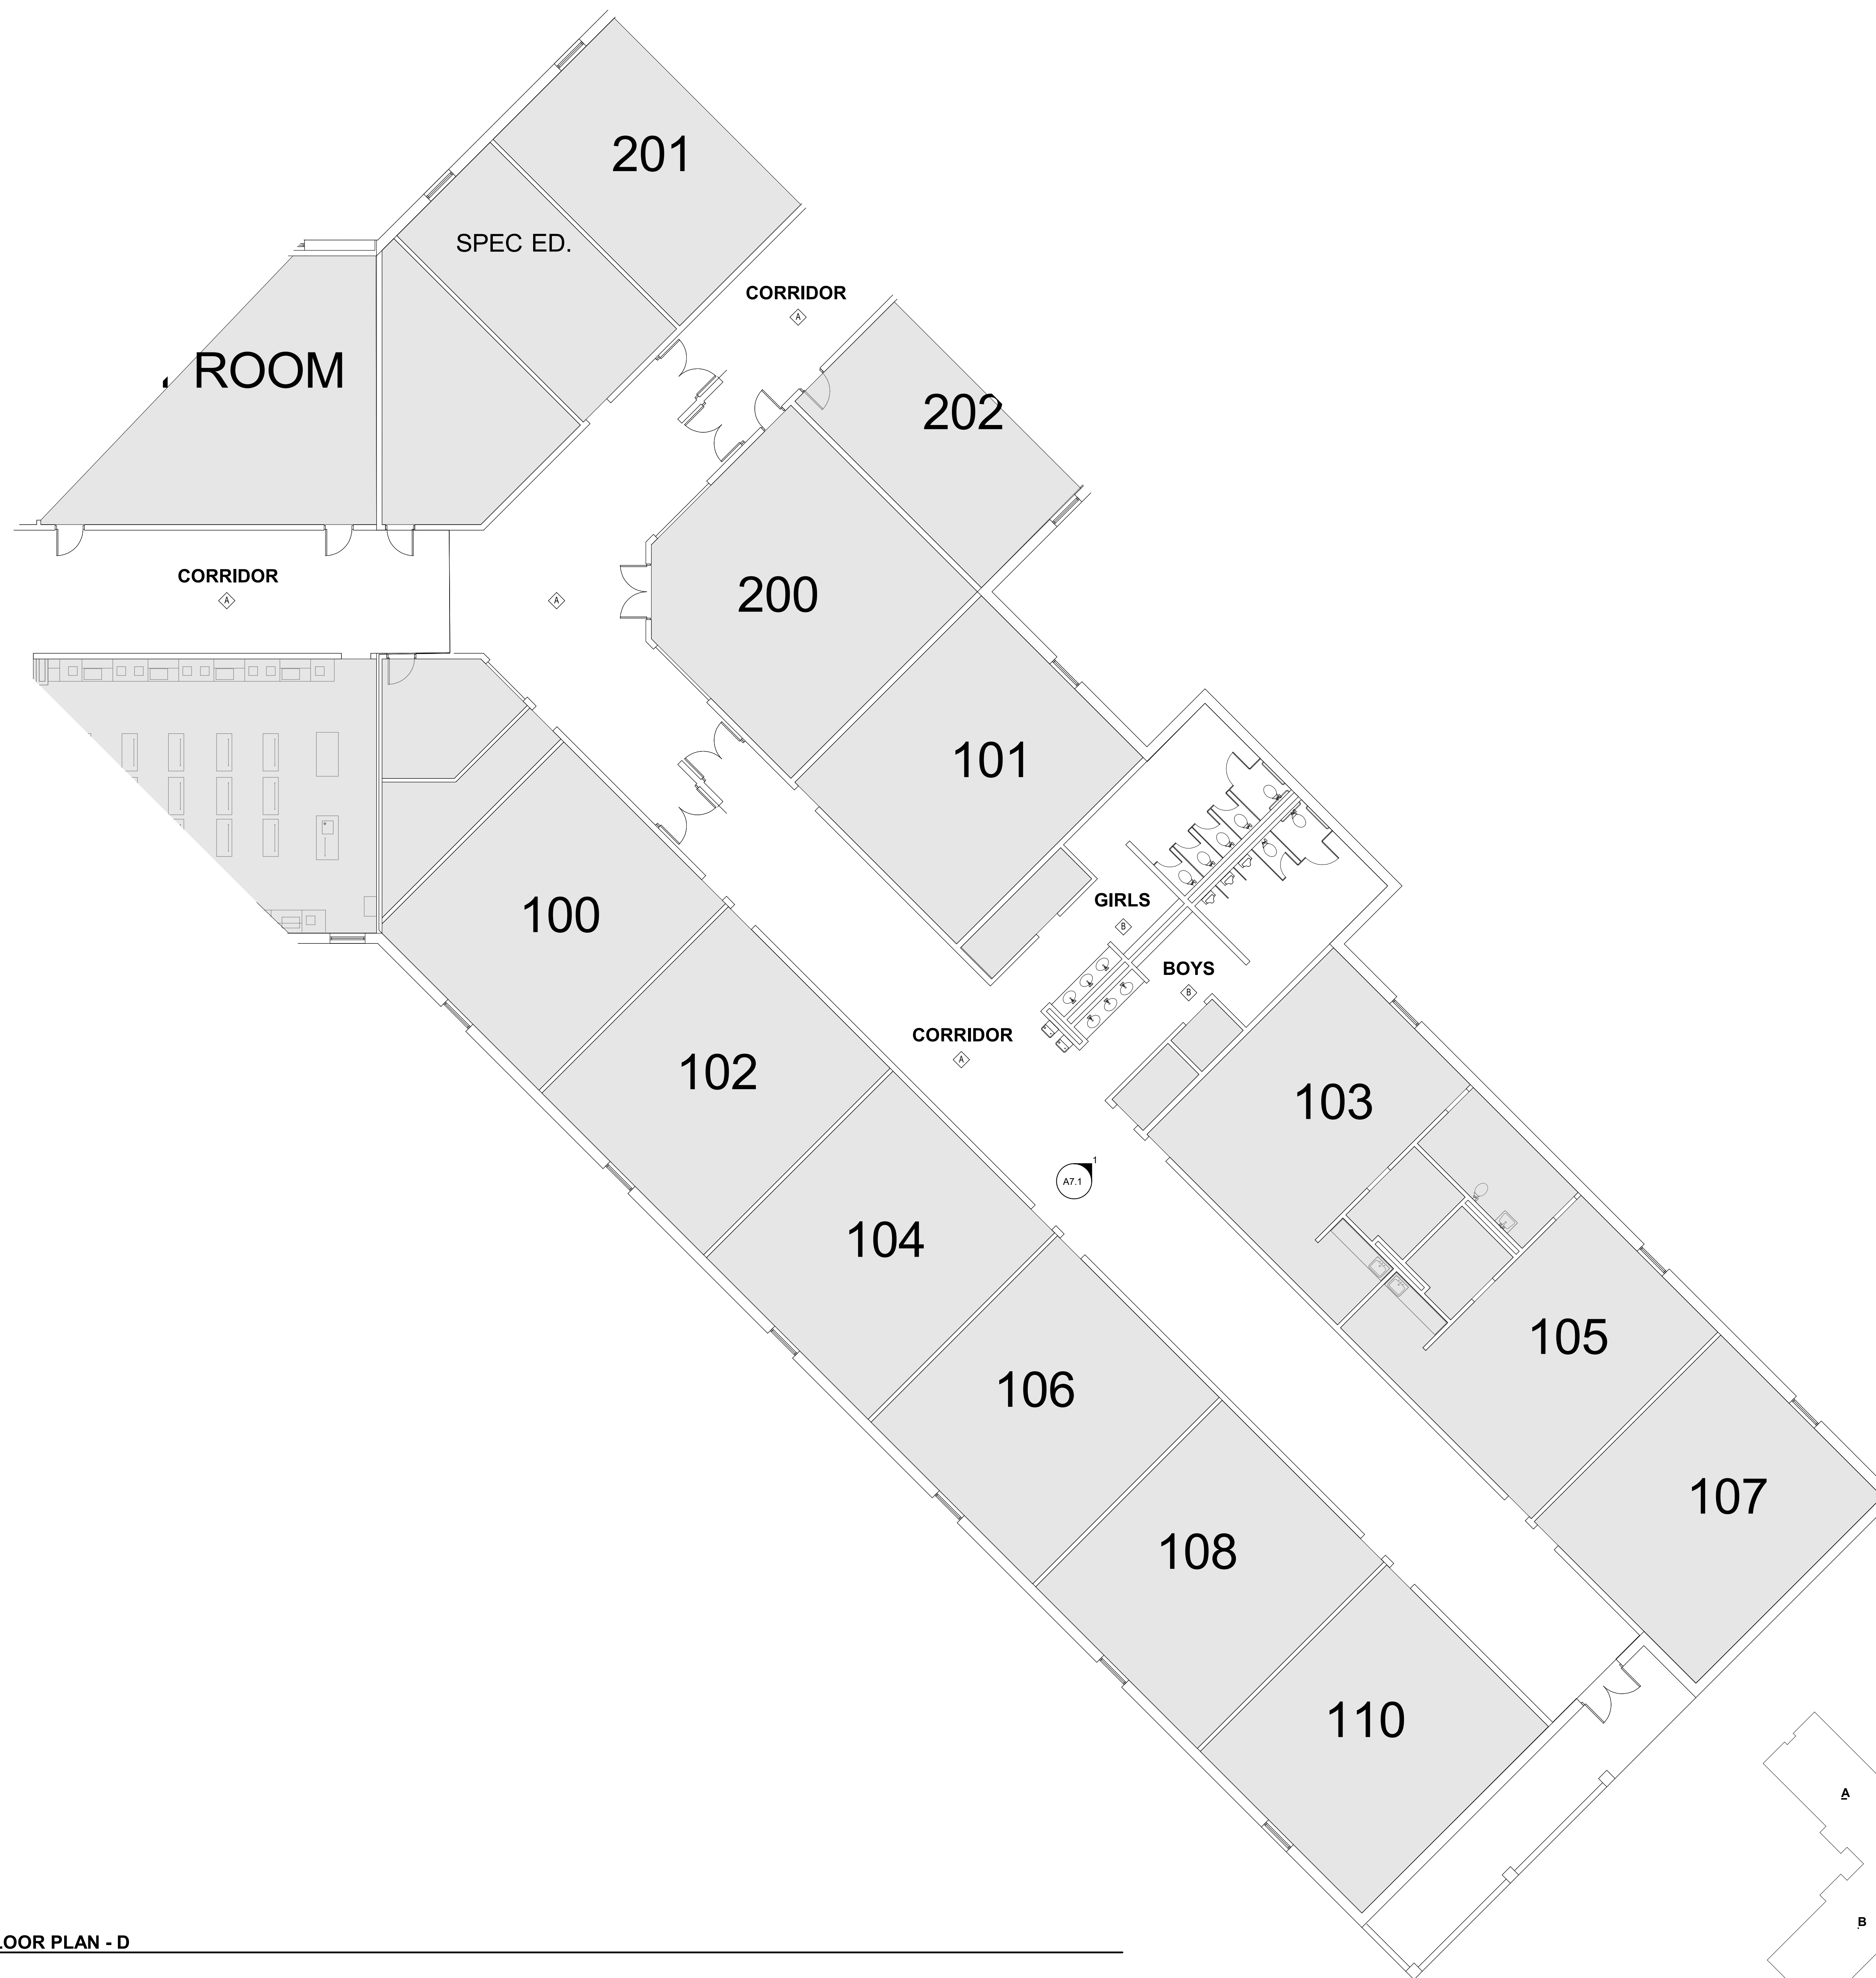 201
SPEC ED.
CORRIDOR
A
ROOM
202
CORRIDOR
A
A
200
101
100
GIRLS
B
BOYS
B
CORRIDOR
A
102
103
1
A7.1
104
105
106
107
108
110
A
B
LOOR PLAN - D